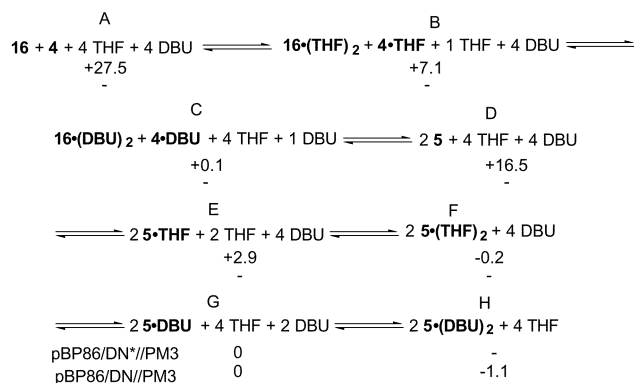 A B
16 + 4 + 4 THF + 4 DBU ⇌ 16•(THF)2 + 4•THF + 1 THF + 4 DBU ⇌
+27.5 +7.1
- -
C D
16•(DBU)2 + 4•DBU + 4 THF + 1 DBU ⇌ 2 5 + 4 THF + 4 DBU
+0.1 +16.5
- -
E F
⇌ 2 5•THF + 2 THF + 4 DBU ⇌ 2 5•(THF)2 + 4 DBU
+2.9 -0.2
- -
G H
⇌ 2 5•DBU + 4 THF + 2 DBU ⇌ 2 5•(DBU)2 + 4 THF
pBP86/DN*//PM3 0 -
pBP86/DN//PM3 0 -1.1